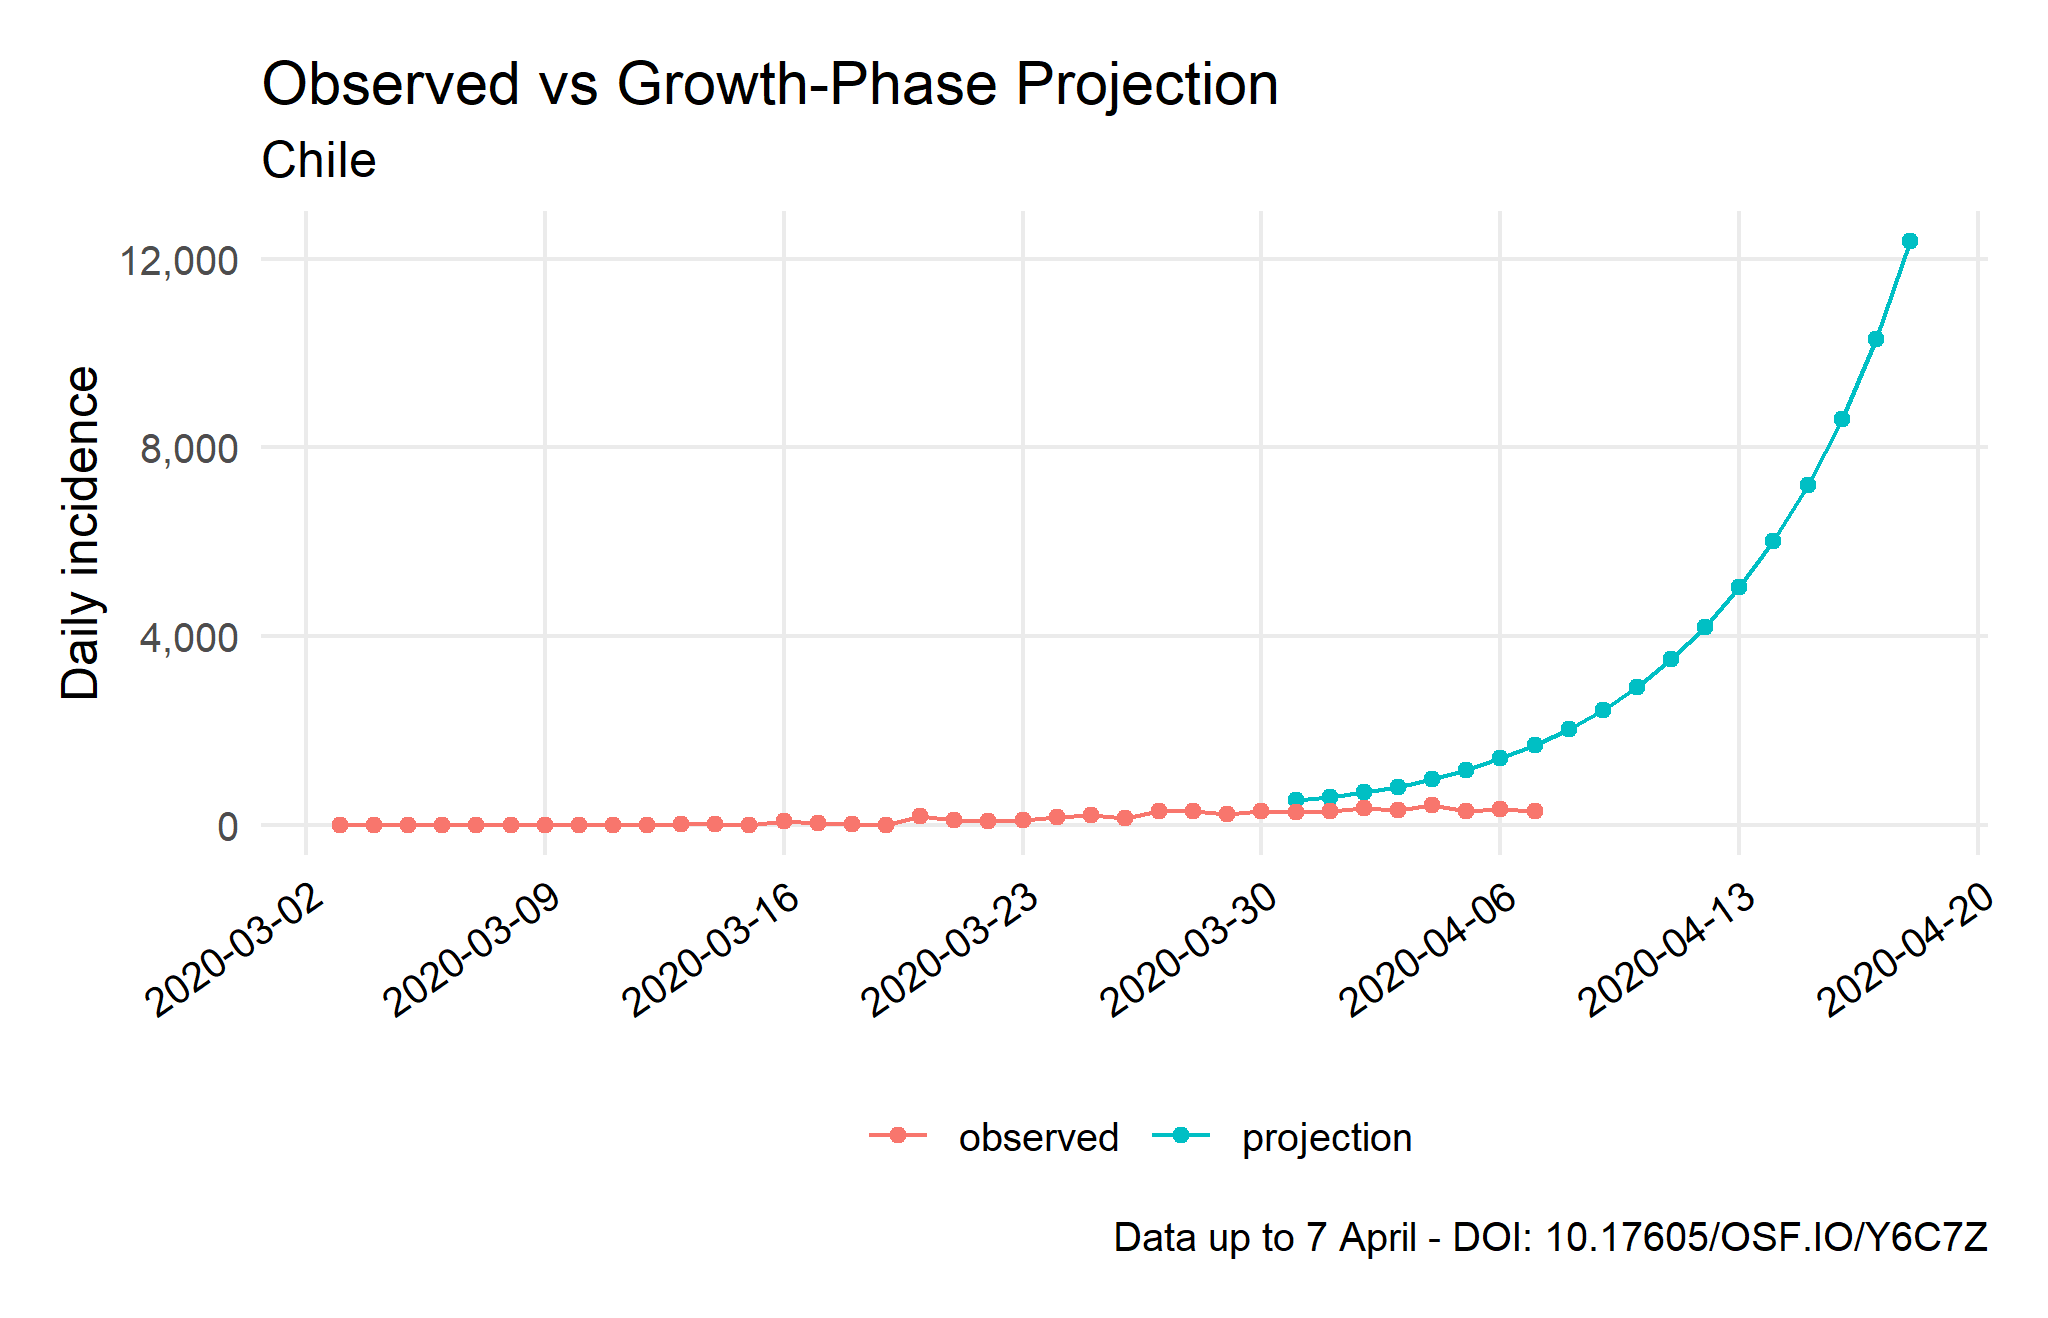 Observed vs Growth-Phase Projection
Chile
Daily incidence
12,000
8,000
4,000
0
2020-03-02
2020-03-09
2020-03-16
2020-03-23
2020-03-30
2020-04-06
2020-04-13
2020-04-20
observed
projection
Data up to 7 April - DOI: 10.17605/OSF.IO/Y6C7Z